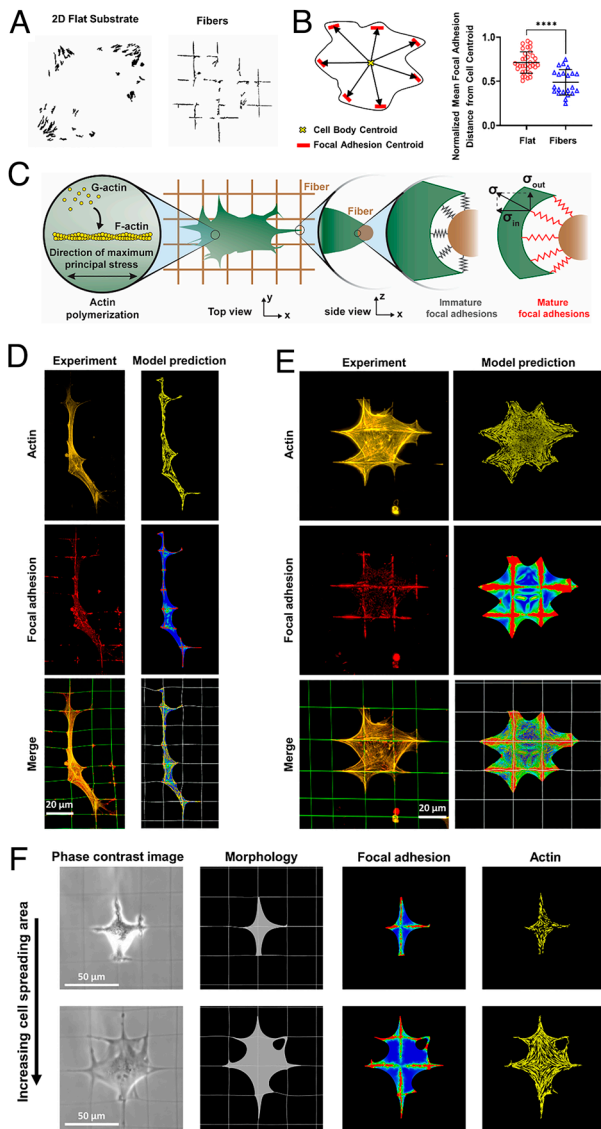 A
2D Flat Substrate
Fibers
B
Cell Body Centroid
Focal Adhesion Centroid
Normalized Mean Focal Adhesion
Distance from Cell Centroid
****
1.0
0.5
0.0
Flat
Fibers
C
G-actin
F-actin
Direction of maximum
principal stress
Actin
polymerization
Fiber
Top view
y
x
Fiber
side view
z
x
Immature
focal adhesions
σ
σout
σin
Mature
focal adhesions
D
Experiment
Model prediction
Actin
Focal adhesion
Merge
20 μm
E
Experiment
Model prediction
Actin
Focal adhesion
Merge
20 μm
F
Phase contrast image
Morphology
Focal adhesion
Actin
Increasing cell spreading area
50 μm
50 μm